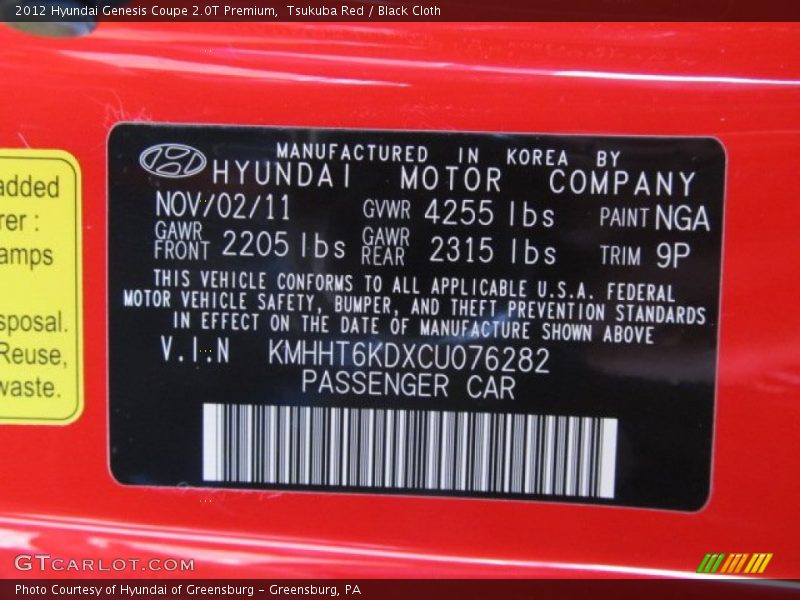 2012 Hyundai Genesis Coupe 2.0T Premium,  Tsukuba Red / Black Cloth
MANUFACTURED IN KOREA BY
HYUNDAI MOTOR COMPANY
NOV/02/11 GVWR 4255 lbs PAINT NGA
GAWR FRONT 2205 lbs GAWR REAR 2315 lbs TRIM 9P
THIS VEHICLE CONFORMS TO ALL APPLICABLE U.S.A. FEDERAL
MOTOR VEHICLE SAFETY, BUMPER, AND THEFT PREVENTION STANDARDS
IN EFFECT ON THE DATE OF MANUFACTURE SHOWN ABOVE
V.I.N KMHHT6KDXCU076282
PASSENGER CAR
added
rer :
amps
sposal.
Reuse,
waste.
GTCARLOT.COM
Photo Courtesy of Hyundai of Greensburg - Greensburg, PA